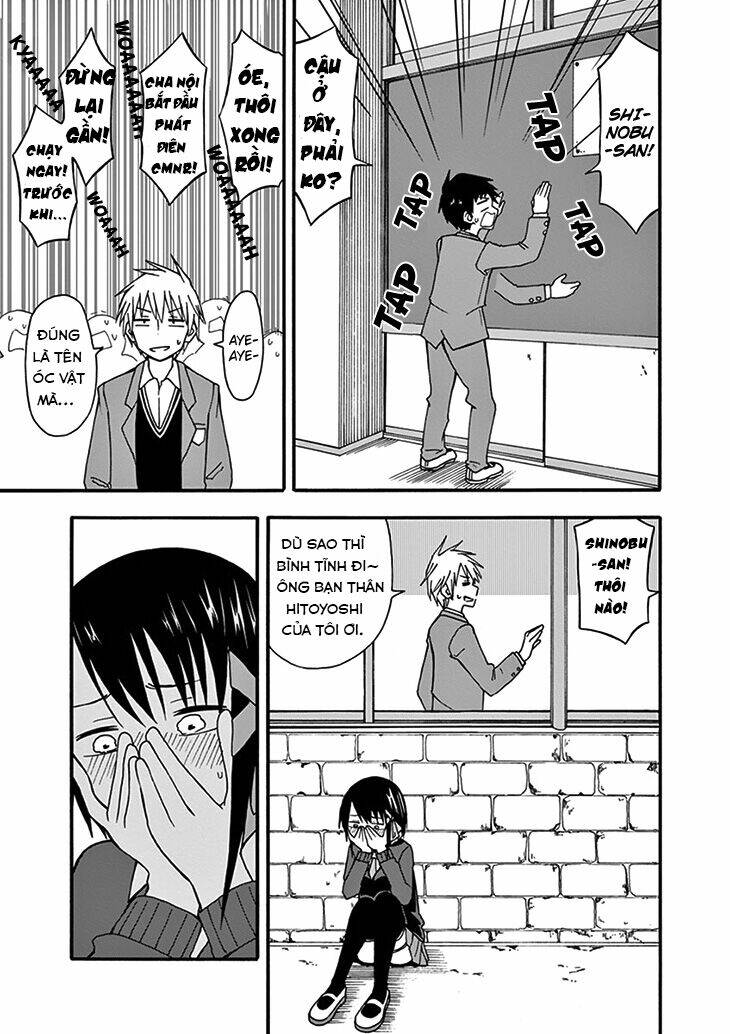 SHI-
NOBU
-SAN!
TAP
TAP
TAP
TAP
TAP
CẬU
Ở
ĐÂY,
PHẢI
KO?
ÓE,
THÔI
XONG
RỒI!
WOAAAAAAH
CHA NỘI
BẮT ĐẦU
PHÁT
ĐIÊN
CMNR!
WOAAAAAAAH
ĐỪNG
LẠI
GẦN!
KYAAAAA
CHẠY
NGAY!
TRƯỚC
KHI...
WOAAAH
AYE-
AYE-
ĐÚNG
LÀ TÊN
ÓC VẬT
MÀ...
SHINOBU
-SAN!
THÔI
NÀO!
DÙ SAO THÌ
BÌNH TĨNH ĐI~
ÔNG BẠN THÂN
HITOYOSHI
CỦA TÔI ƠI.